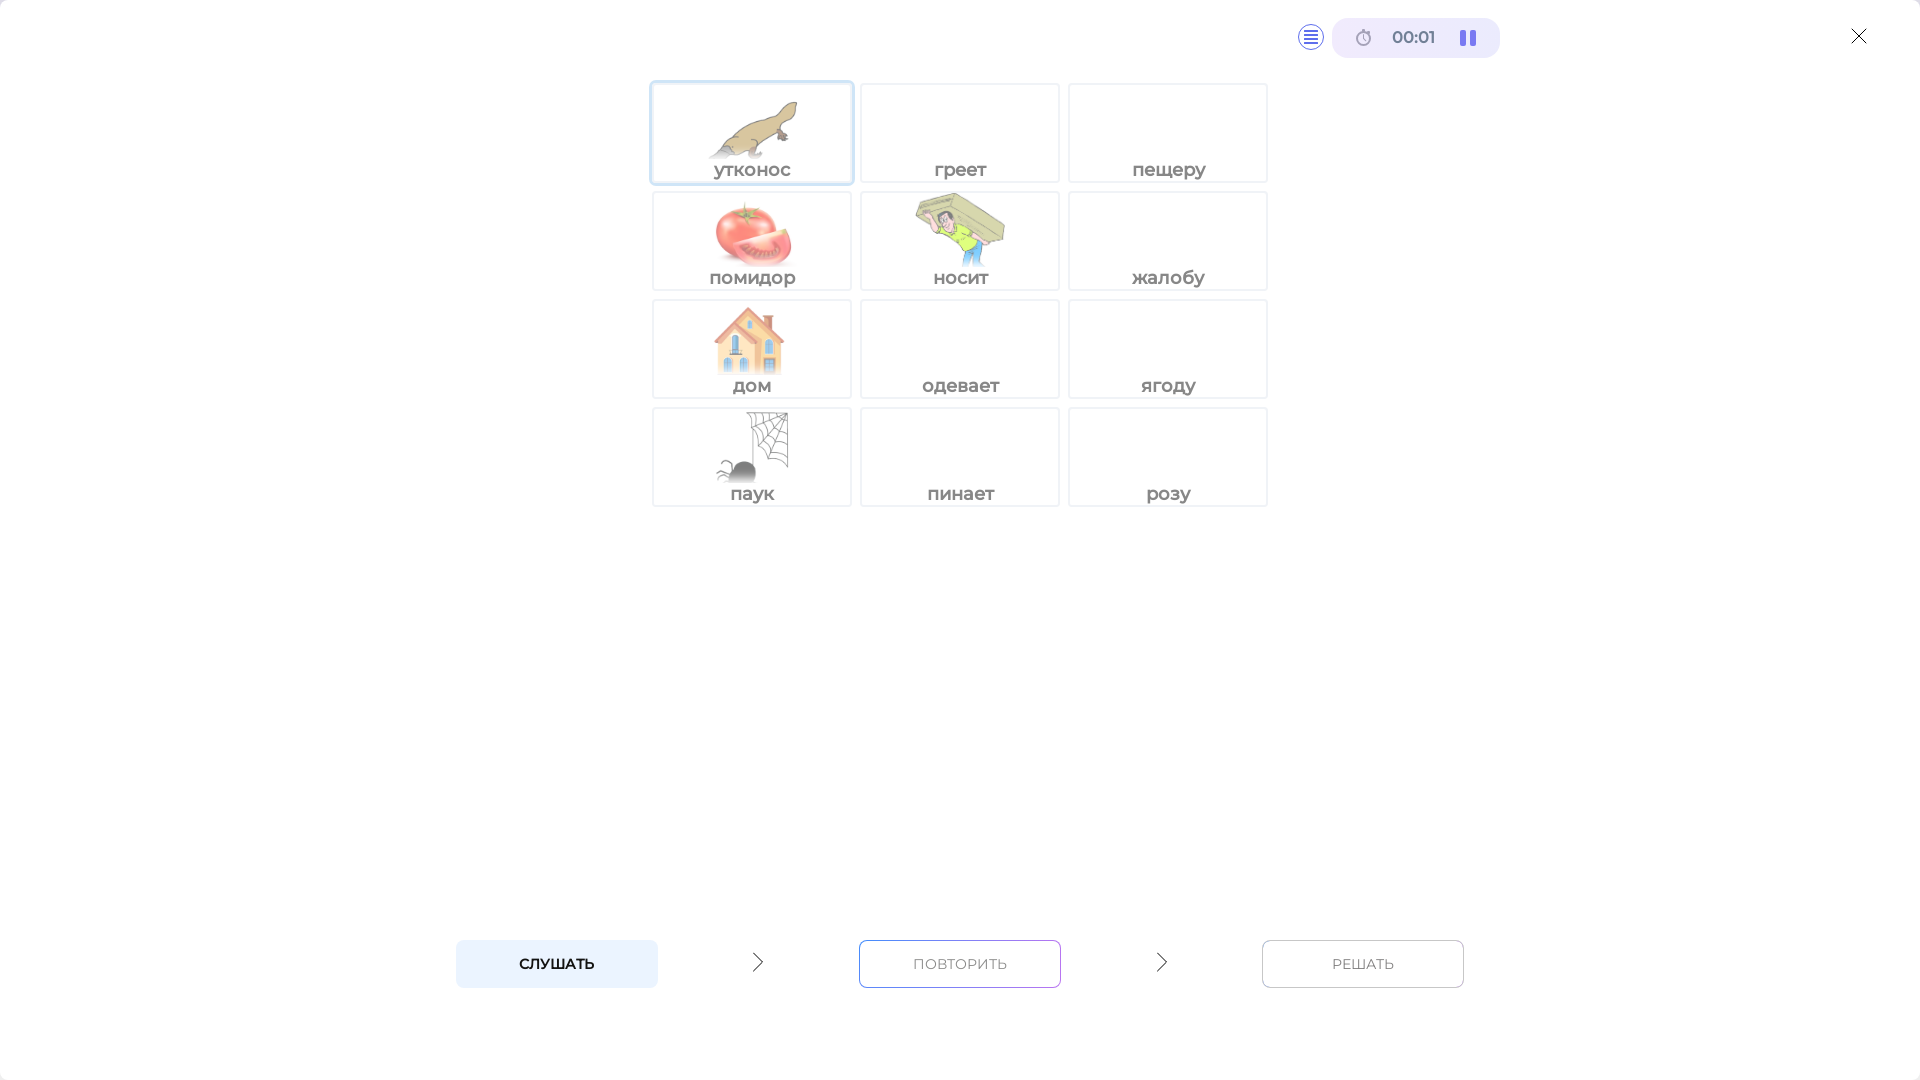 00:01
утконос
греет
пещеру
помидор
носит
жалобу
дом
одевает
ягоду
паук
пинает
розу
СЛУШАТЬ
ПОВТОРИТЬ
РЕШАТЬ